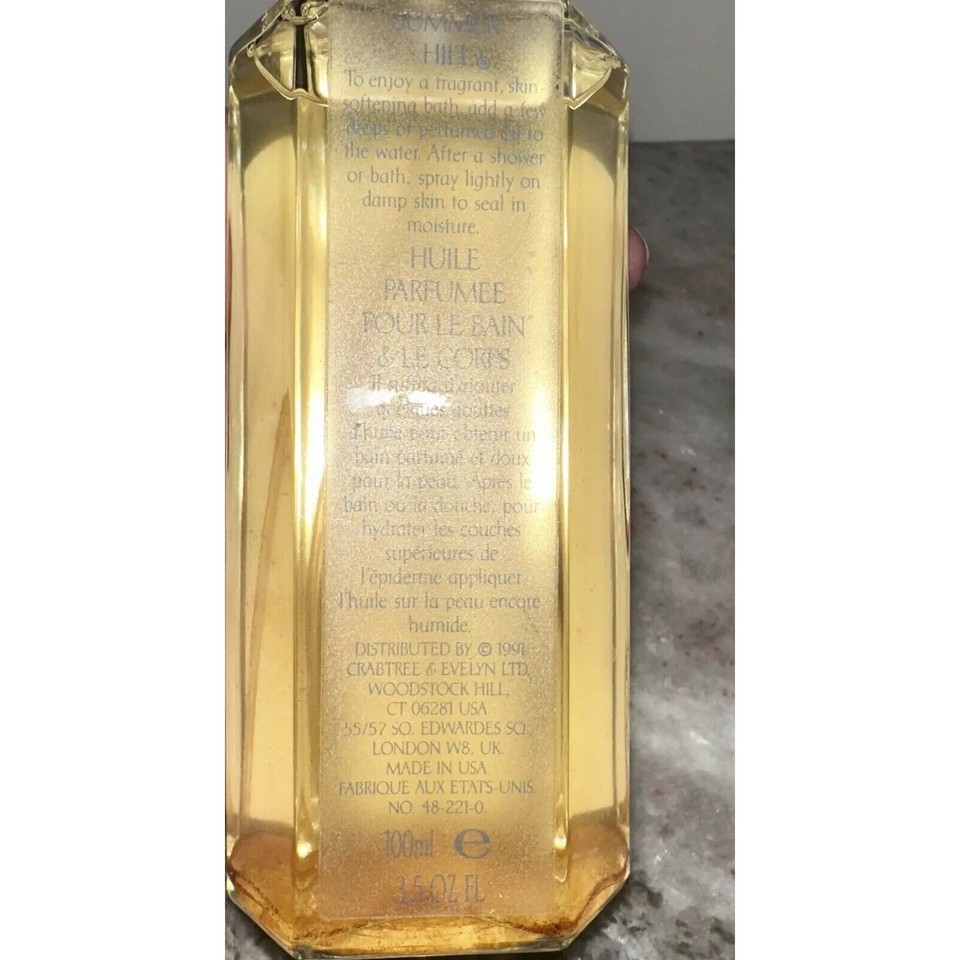 SUMMER
HILL®
To enjoy a fragrant, skin-
softening bath, add a few
drops of perfumed oil to
the water. After a shower
or bath, spray lightly on
damp skin to seal in
moisture.
HUILE
PARFUMEE
POUR LE BAIN
& LE CORPS
Il suffit d'ajouter
quelques gouttes
d'huile pour obtenir un
bain parfumé et doux
pour la peau. Après le
bain ou la douche, pour
hydrater les couches
supérieures de
l'épiderme appliquer
l'huile sur la peau encore
humide.
DISTRIBUTED BY © 1991
CRABTREE & EVELYN LTD,
WOODSTOCK HILL,
CT 06281 USA
55/57 SO. EDWARDES SQ.
LONDON W8, UK.
MADE IN USA
FABRIQUE AUX ETATS-UNIS.
NO. 48-221-0.
100ml e
3.5 OZ FL